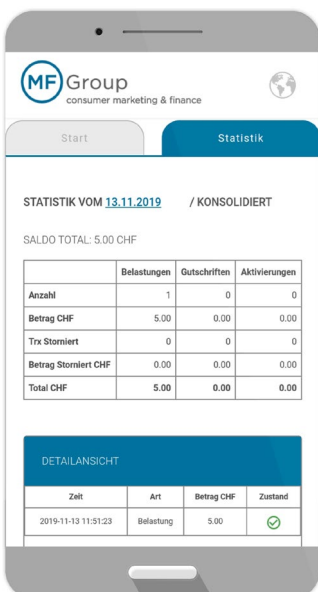 MF Group
consumer marketing & finance
Start Statistik
STATISTIK VOM 13.11.2019 / KONSOLIDIERT
SALDO TOTAL: 5.00 CHF
Belastungen Gutschriften Aktivierungen
Anzahl 1 0 0
Betrag CHF 5.00 0.00 0.00
Trx Storniert 0 0 0
Betrag Storniert CHF 0.00 0.00 0.00
Total CHF 5.00 0.00 0.00
DETAILANSICHT
Zeit Art Betrag CHF Zustand
2019-11-13 11:51:23 Belastung 5.00